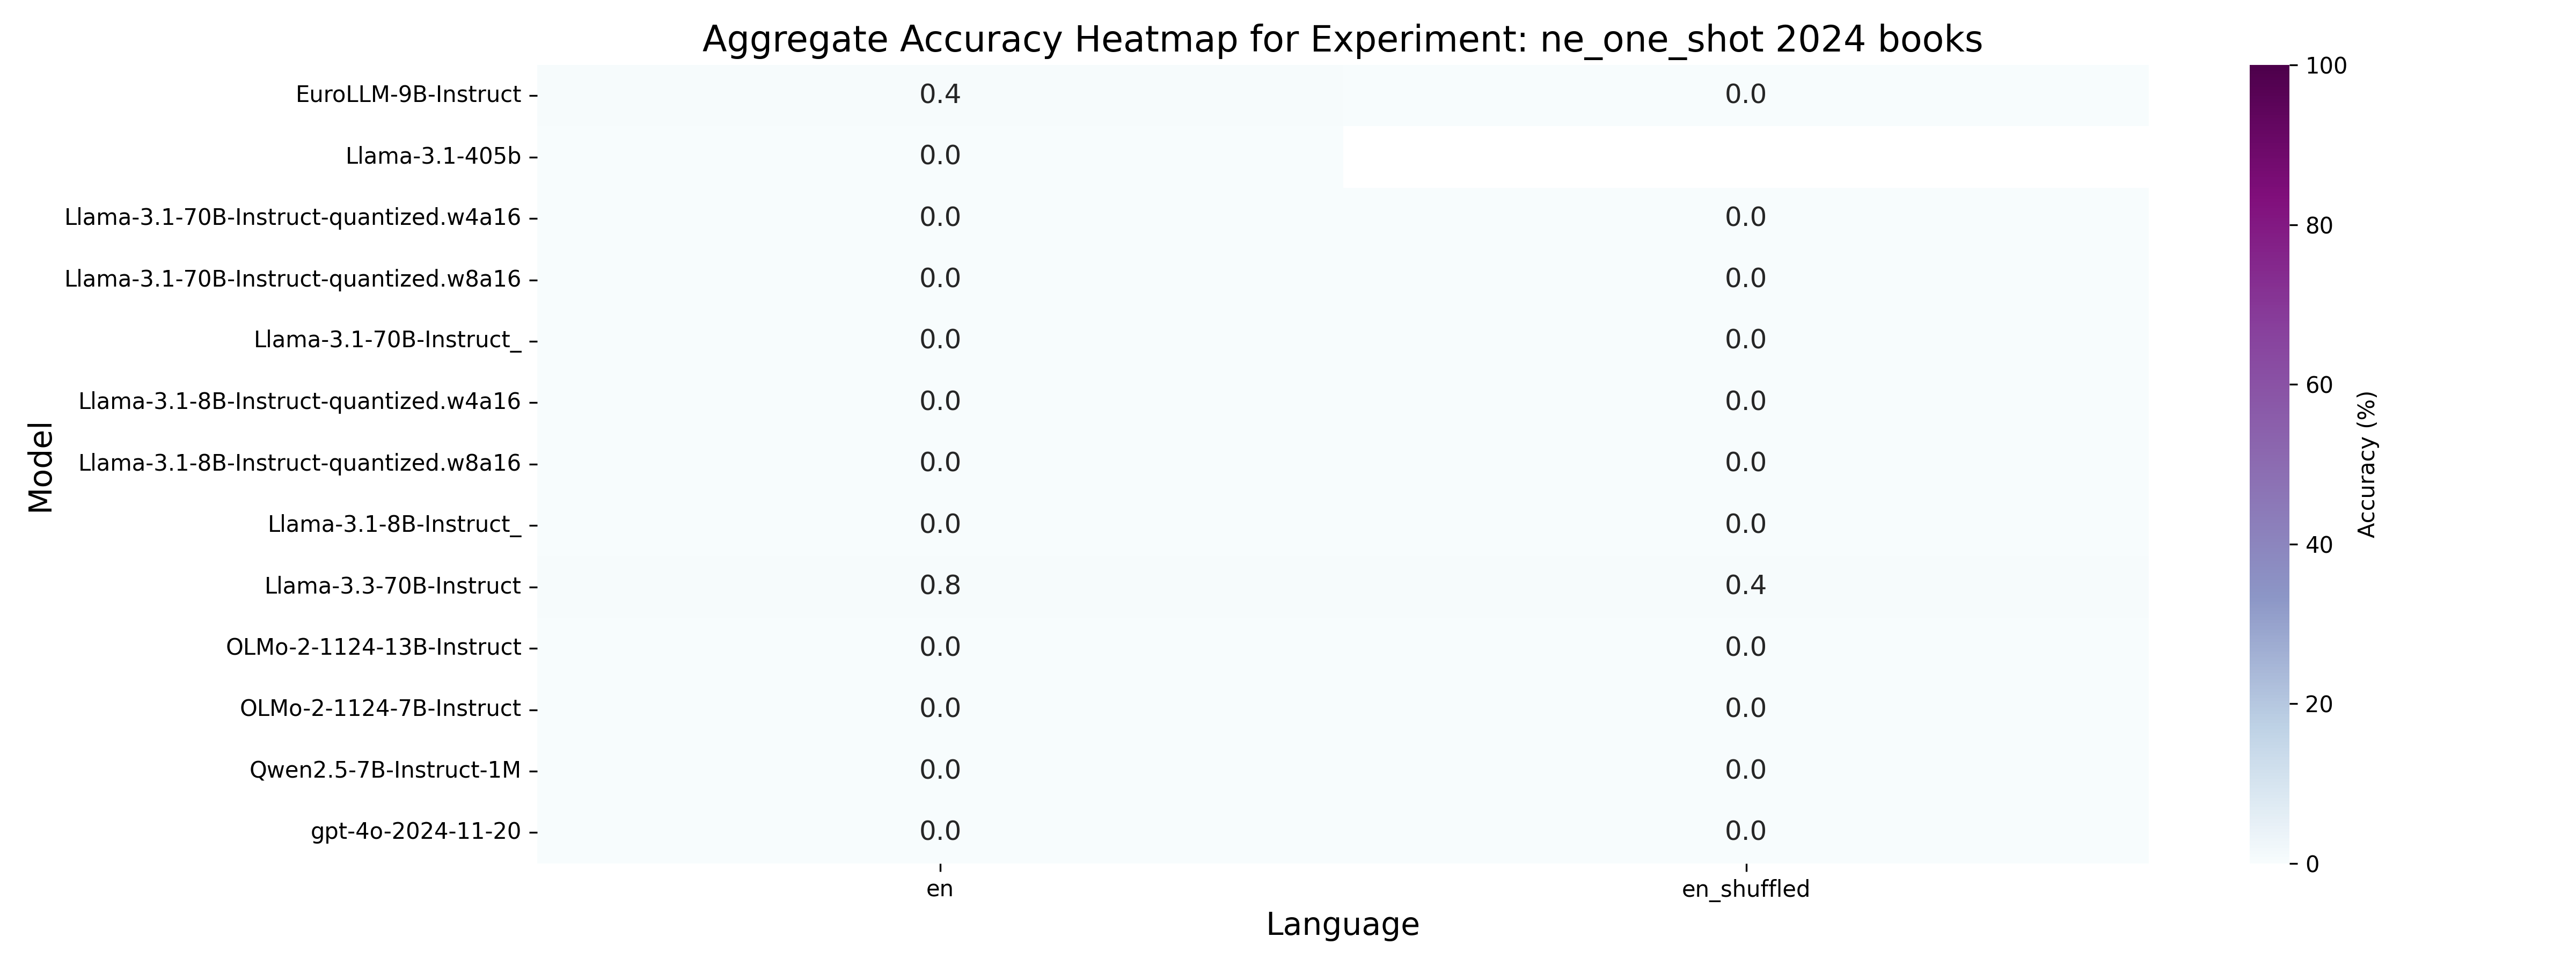 Aggregate Accuracy Heatmap for Experiment: ne_one_shot 2024 books
EuroLLM-9B-Instruct 0.4 0.0
Llama-3.1-405b 0.0
Llama-3.1-70B-Instruct-quantized.w4a16 0.0 0.0
Llama-3.1-70B-Instruct-quantized.w8a16 0.0 0.0
Llama-3.1-70B-Instruct_ 0.0 0.0
Llama-3.1-8B-Instruct-quantized.w4a16 0.0 0.0
Llama-3.1-8B-Instruct-quantized.w8a16 0.0 0.0
Llama-3.1-8B-Instruct_ 0.0 0.0
Llama-3.3-70B-Instruct 0.8 0.4
OLMo-2-1124-13B-Instruct 0.0 0.0
OLMo-2-1124-7B-Instruct 0.0 0.0
Qwen2.5-7B-Instruct-1M 0.0 0.0
gpt-4o-2024-11-20 0.0 0.0
en en_shuffled
Language
Model
100
80
60
40
20
0
Accuracy (%)